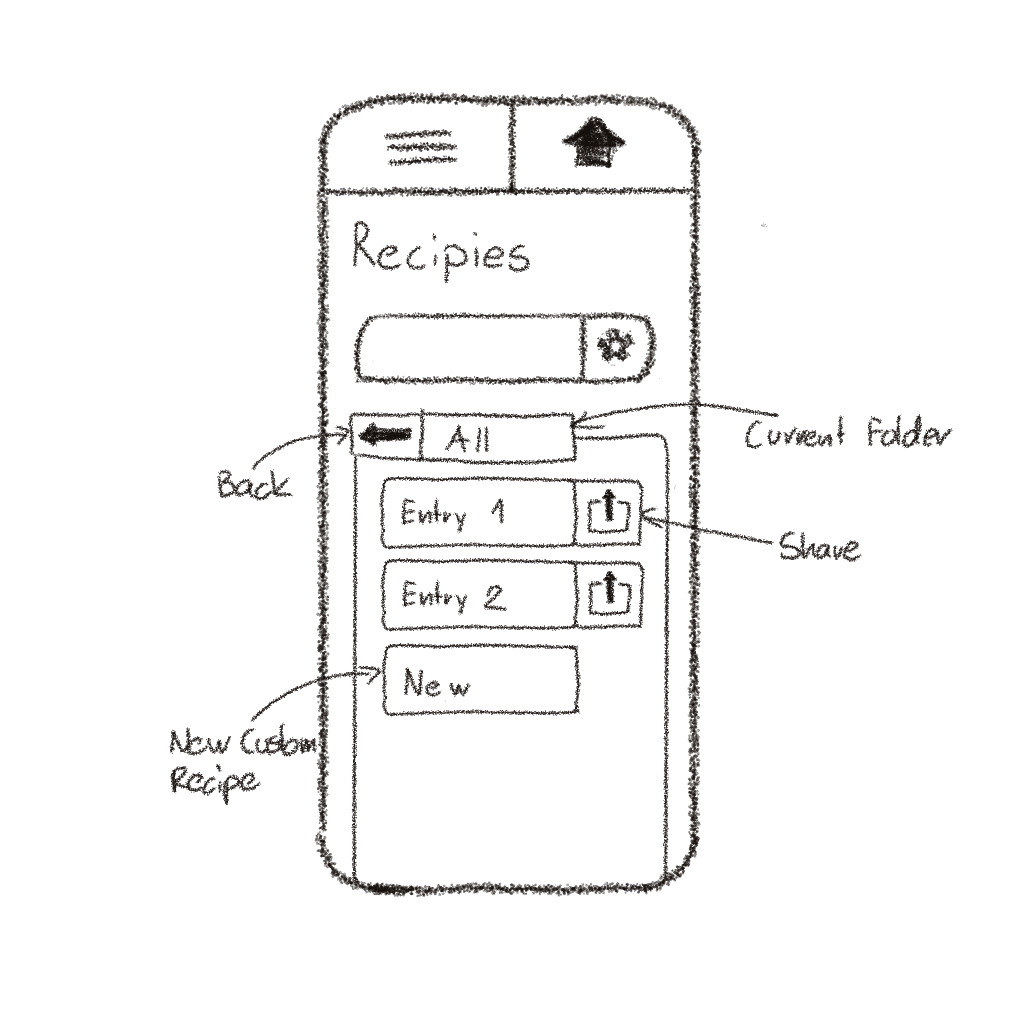 Recipies
All
Current Folder
Back
Entry 1
Share
Entry 2
New
New Custom
Recipe